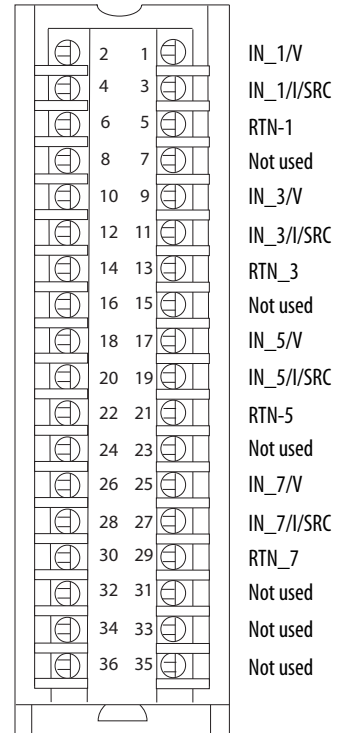 2 1 IN_1/V
4 3 IN_1/I/SRC
6 5 RTN-1
8 7 Not used
10 9 IN_3/V
12 11 IN_3/I/SRC
14 13 RTN_3
16 15 Not used
18 17 IN_5/V
20 19 IN_5/I/SRC
22 21 RTN-5
24 23 Not used
26 25 IN_7/V
28 27 IN_7/I/SRC
30 29 RTN_7
32 31 Not used
34 33 Not used
36 35 Not used